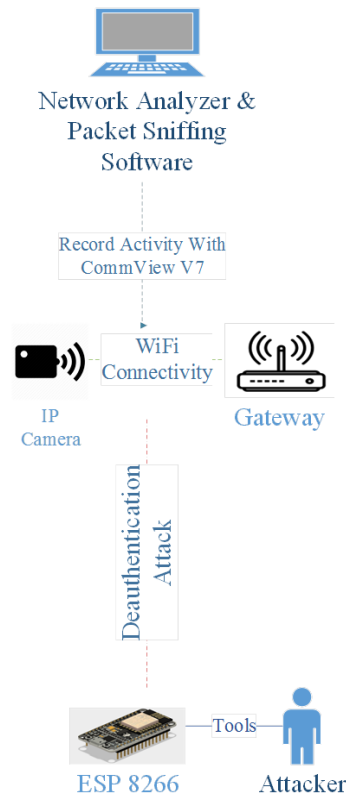 Network Analyzer &
Packet Sniffing
Software
Record Activity With
CommView V7
WiFi
Connectivity
IP
Camera
Gateway
Deauthentication
Attack
Tools
ESP 8266
Attacker